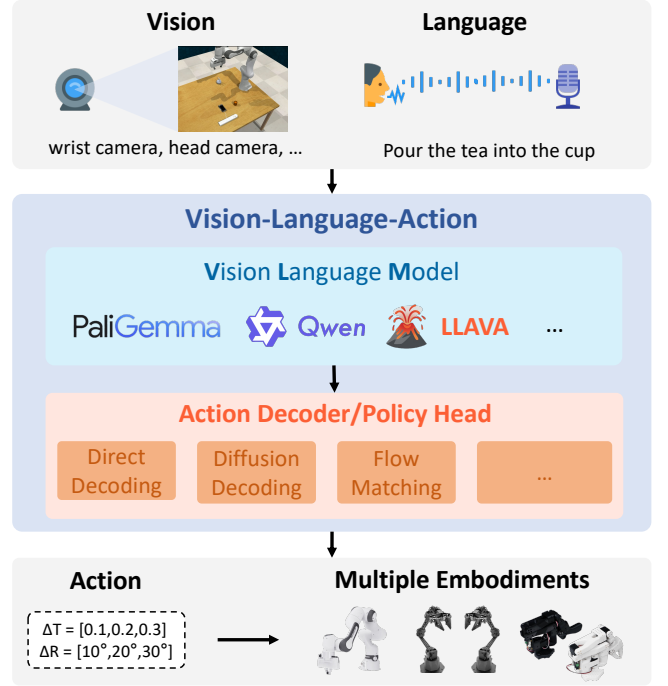 Vision
Language
wrist camera, head camera, ...
Pour the tea into the cup
Vision-Language-Action
Vision Language Model
PaliGemma
Qwen
LLAVA
...
Action Decoder/Policy Head
Direct
Decoding
Diffusion
Decoding
Flow
Matching
...
Action
Multiple Embodiments
ΔT = [0.1,0.2,0.3]
ΔR = [10°,20°,30°]